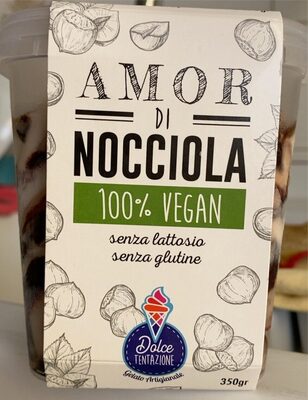 AMOR
DI
NOCCIOLA
100% VEGAN
senza lattosio
senza glutine
Dolce
TENTAZIONE
Gelato Artigianale
350gr